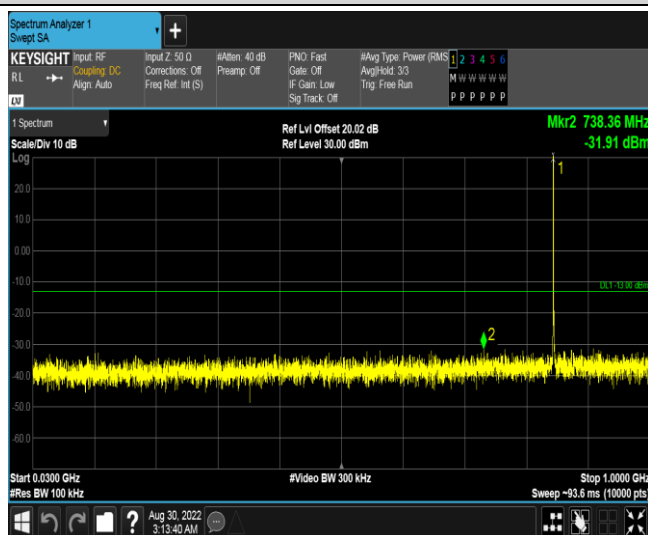 Spectrum Analyzer 1
Swept SA
+
KEYSIGHT
RL
LXI
Input: RF
Coupling: DC
Align: Auto
Input Z: 50 Ω
Corrections: Off
Freq Ref: Int (S)
#Atten: 40 dB
Preamp: Off
PNO: Fast
Gate: Off
IF Gain: Low
Sig Track: Off
#Avg Type: Power (RMS
Avg|Hold: 3/3
Trig: Free Run
1 2 3 4 5 6
M W W W W W
P P P P P P
1 Spectrum
Scale/Div 10 dB
Ref Lvl Offset 20.02 dB
Ref Level 30.00 dBm
Mkr2 738.36 MHz
-31.91 dBm
Log
1
20.0
10.0
0.00
-10.0
DL1 -13.00 dBm
-20.0
2
-30.0
-40.0
-50.0
-60.0
Start 0.0300 GHz
#Video BW 300 kHz
Stop 1.0000 GHz
#Res BW 100 kHz
Sweep ~93.6 ms (10000 pts)
?
Aug 30, 2022
3:13:40 AM